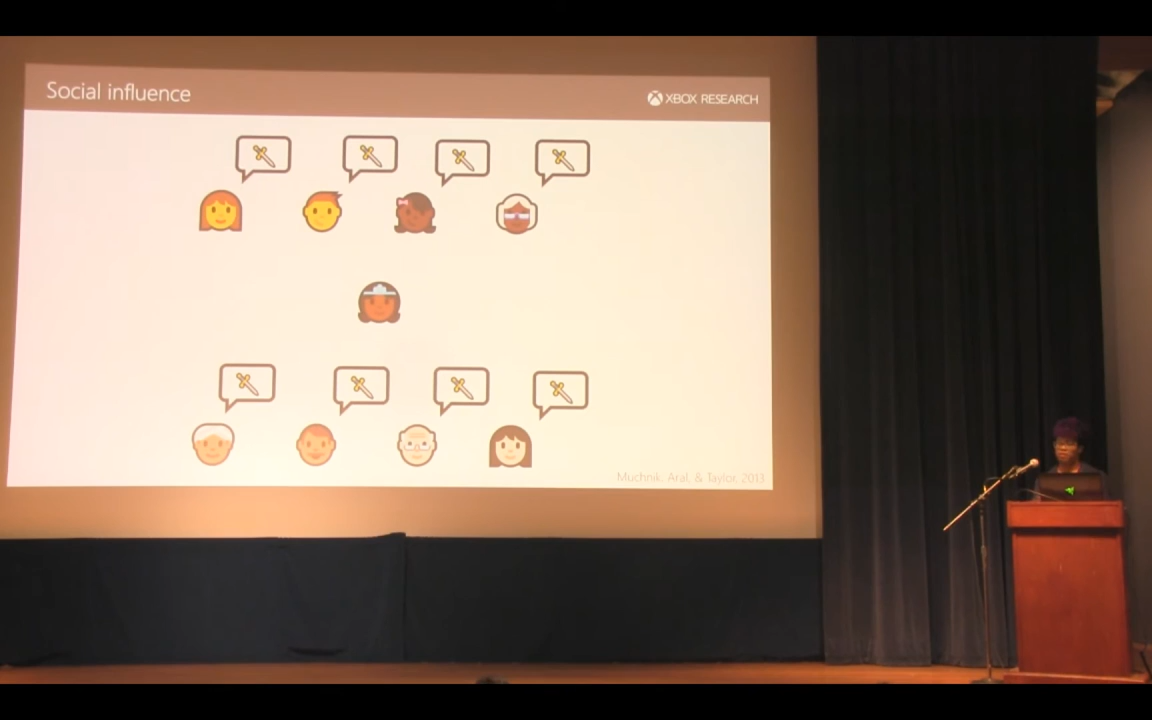 Social influence
XBOX RESEARCH
Muchnik, Aral, & Taylor, 2013